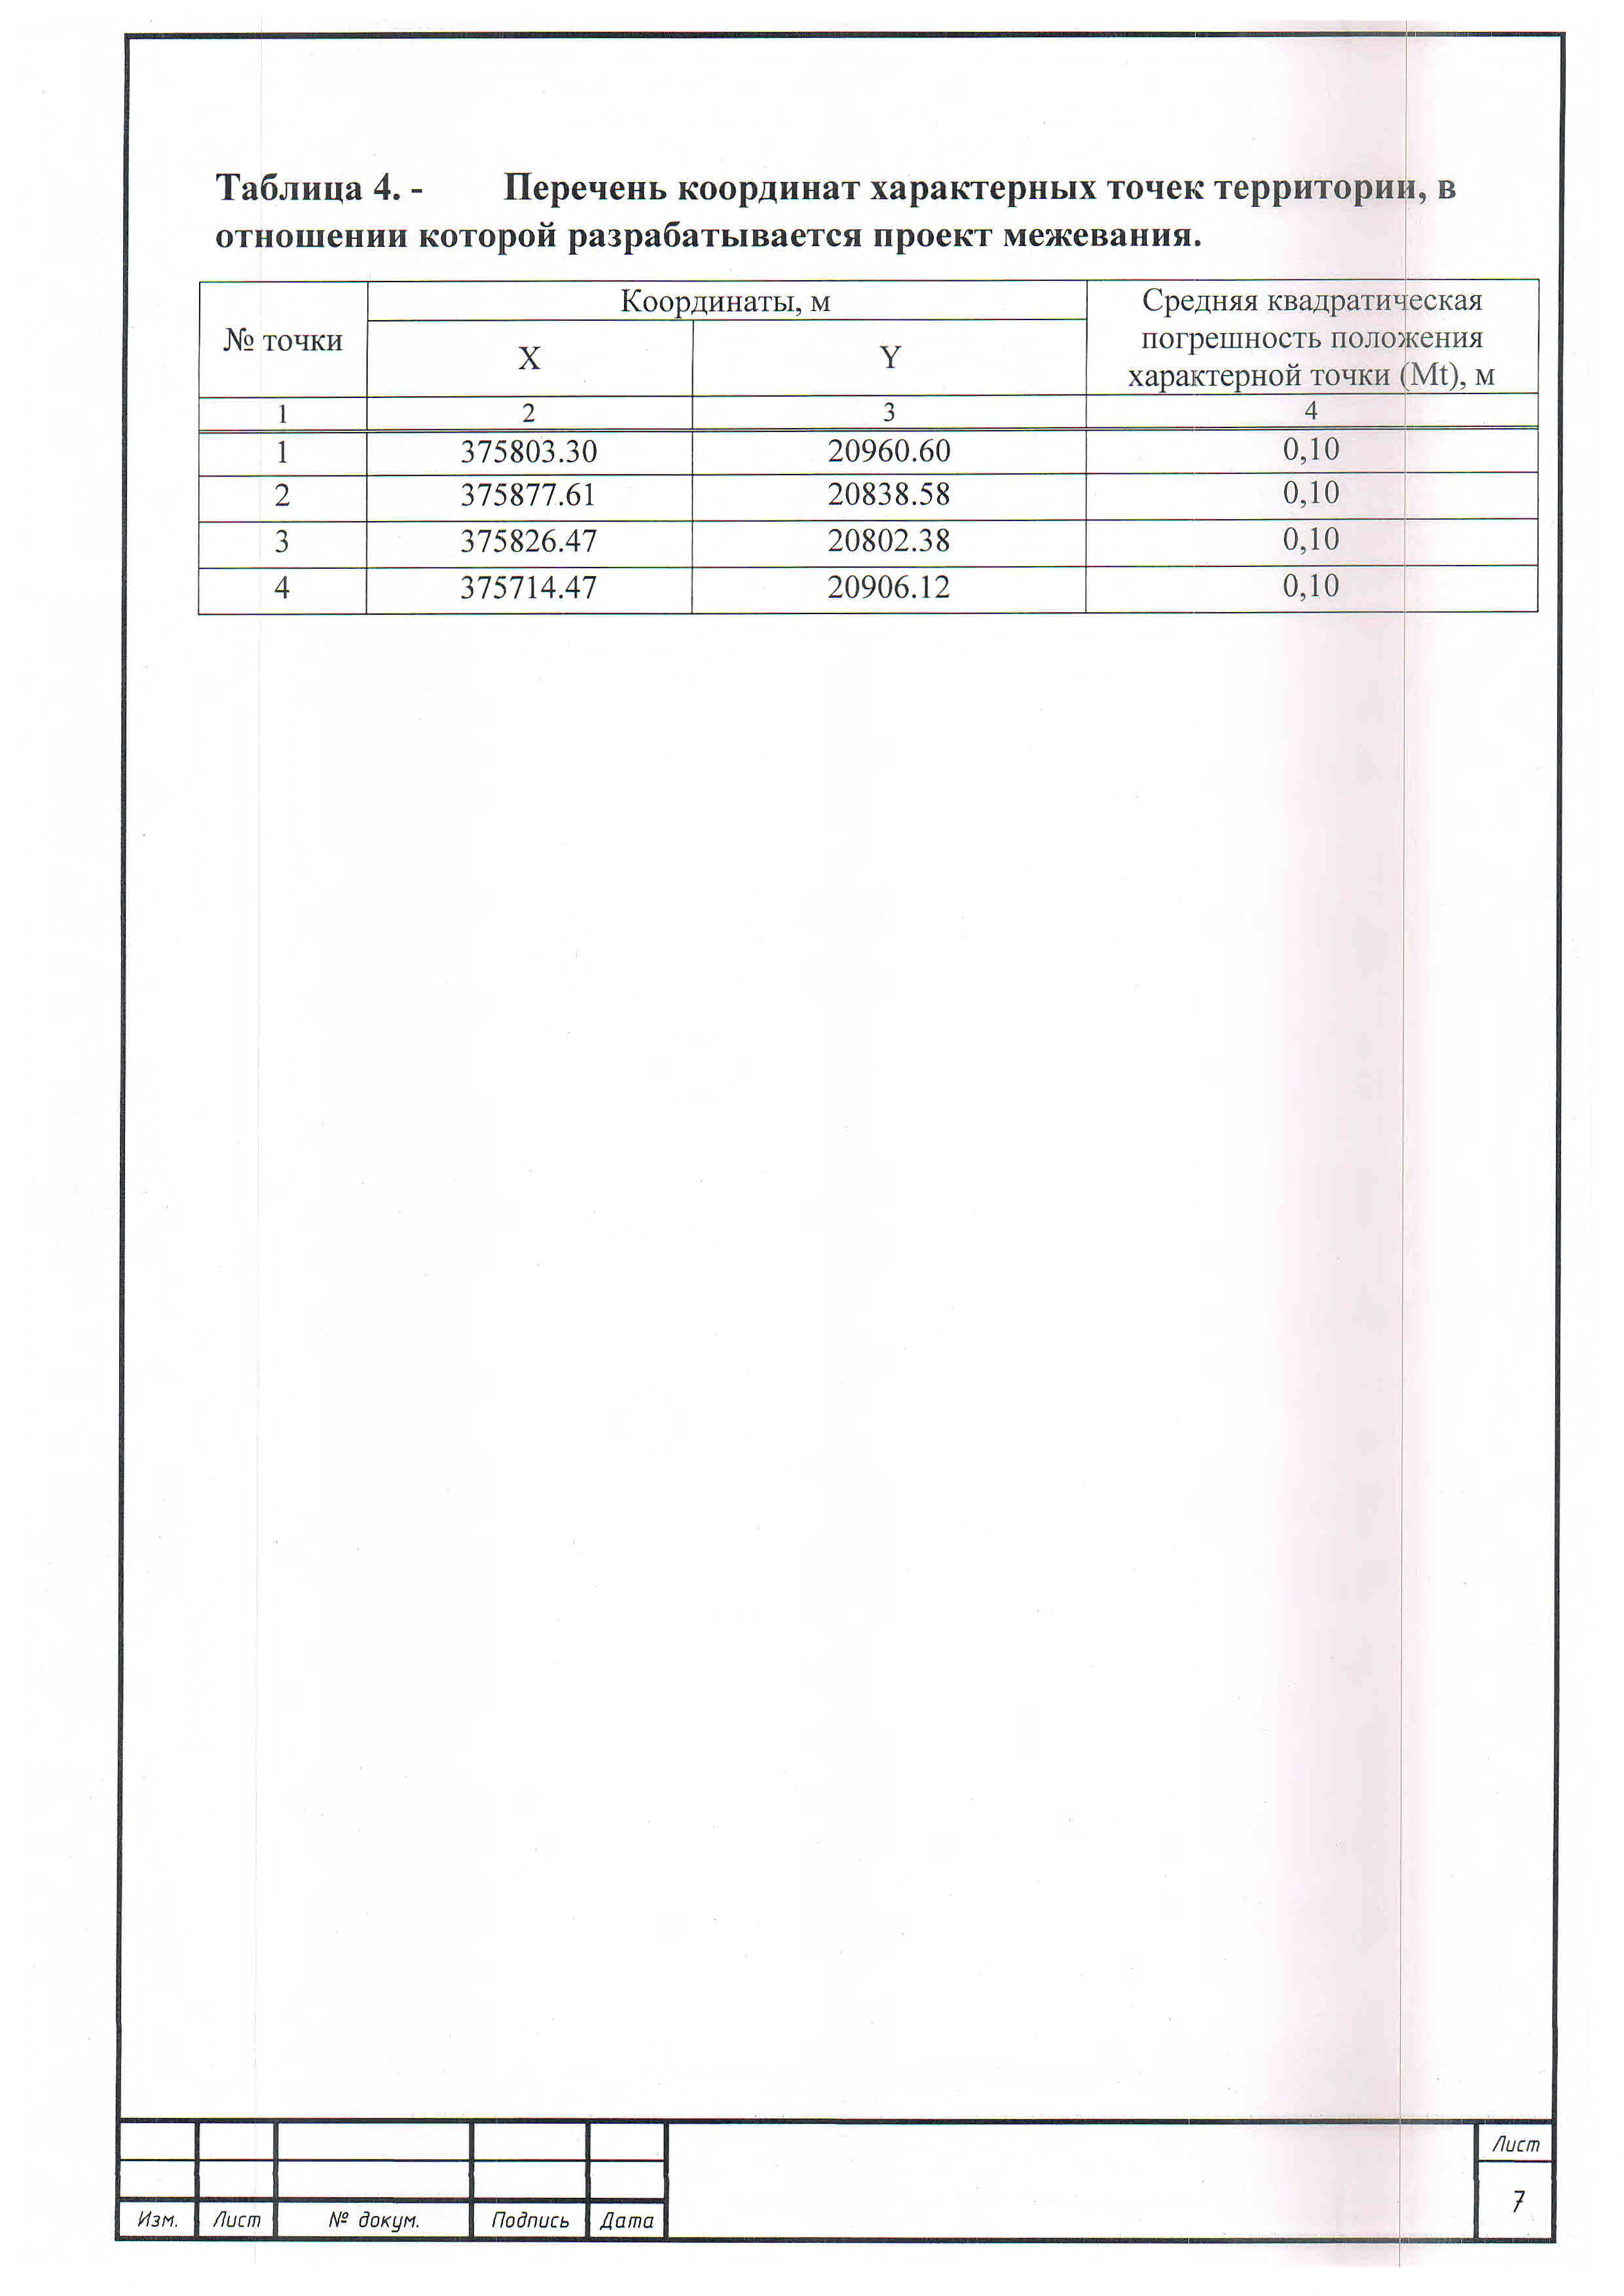 Таблица 4. - Перечень координат характерных точек территории, в
отношении которой разрабатывается проект межевания.
№ точки
Координаты, м
X
Y
Средняя квадратическая
погрешность положения
характерной точки (Mt), м
1 2 3 4
1 375803.30 20960.60 0,10
2 375877.61 20838.58 0,10
3 375826.47 20802.38 0,10
4 375714.47 20906.12 0,10
Изм. Лист № докум. Подпись Дата
Лист
7